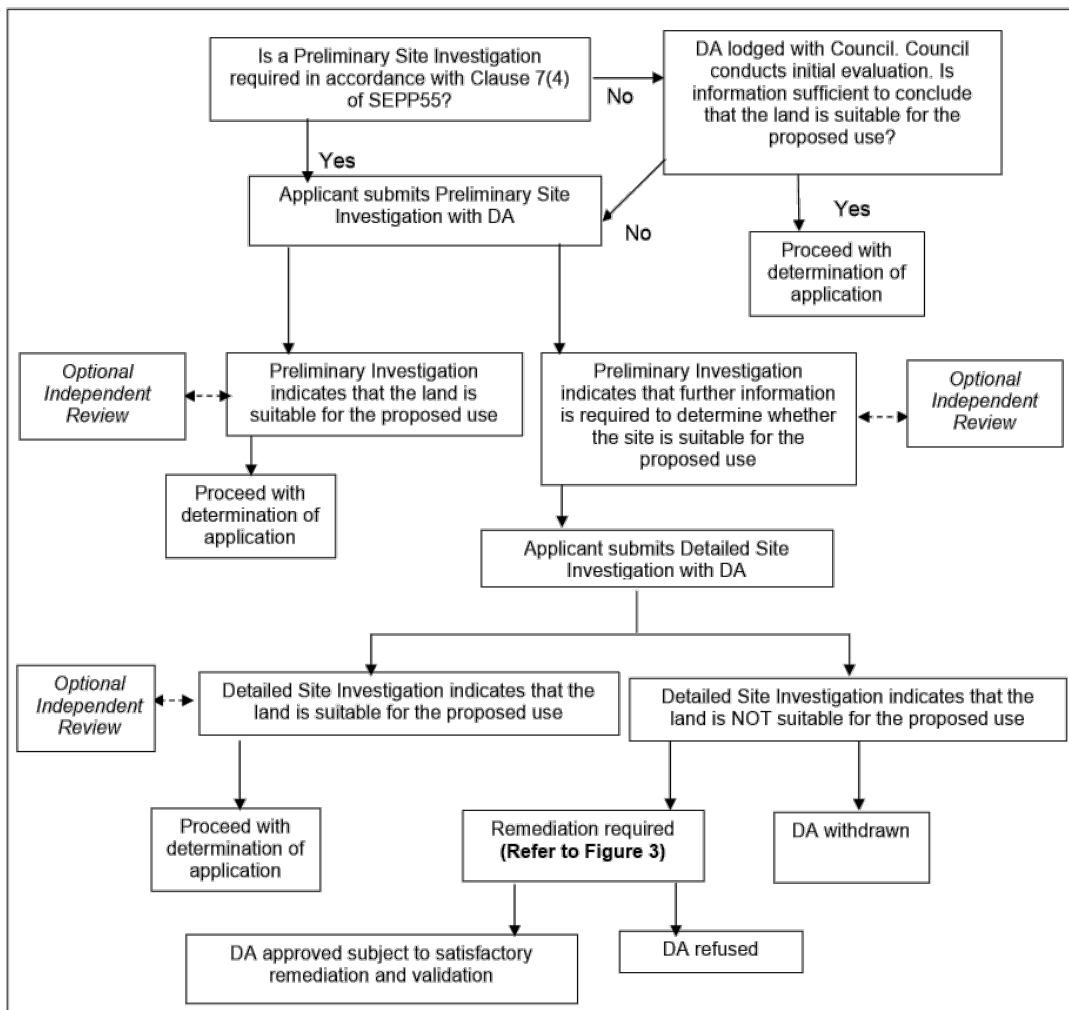 Is a Preliminary Site Investigation
required in accordance with Clause 7(4)
of SEPP55?
No
DA lodged with Council. Council
conducts initial evaluation. Is
information sufficient to conclude
that the land is suitable for the
proposed use?
Yes
Applicant submits Preliminary Site
Investigation with DA
No
Yes
Proceed with
determination of
application
Optional
Independent
Review
Preliminary Investigation
indicates that the land is
suitable for the proposed use
Preliminary Investigation
indicates that further information
is required to determine whether
the site is suitable for the
proposed use
Optional
Independent
Review
Proceed with
determination of
application
Applicant submits Detailed Site
Investigation with DA
Optional
Independent
Review
Detailed Site Investigation indicates that the
land is suitable for the proposed use
Detailed Site Investigation indicates that the
land is NOT suitable for the proposed use
Proceed with
determination of
application
Remediation required
(Refer to Figure 3)
DA withdrawn
DA approved subject to satisfactory
remediation and validation
DA refused